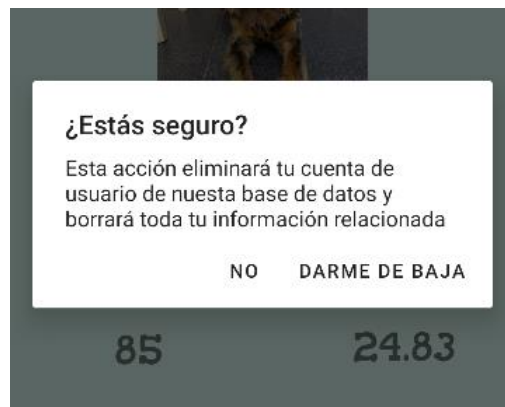 ¿Estás seguro?
Esta acción eliminará tu cuenta de
usuario de nuesta base de datos y
borrará toda tu información relacionada
NO DARME DE BAJA
85 24.83